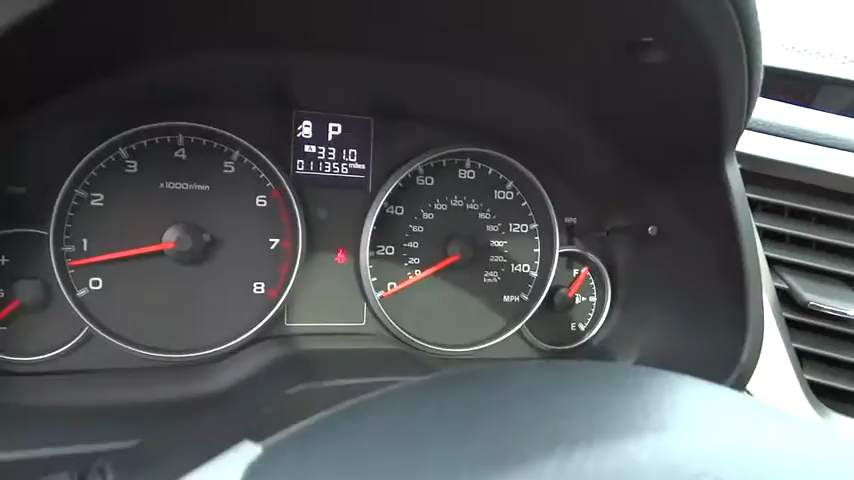 P
A 331.0
011356 miles
0 1 2 3 4 5 6 7 8
x1000r/min
0 20 40 60 80 100 120 140
MPH
0 20 40 60 80 100 120 140 160 180 200 220 240
km/h
F
E